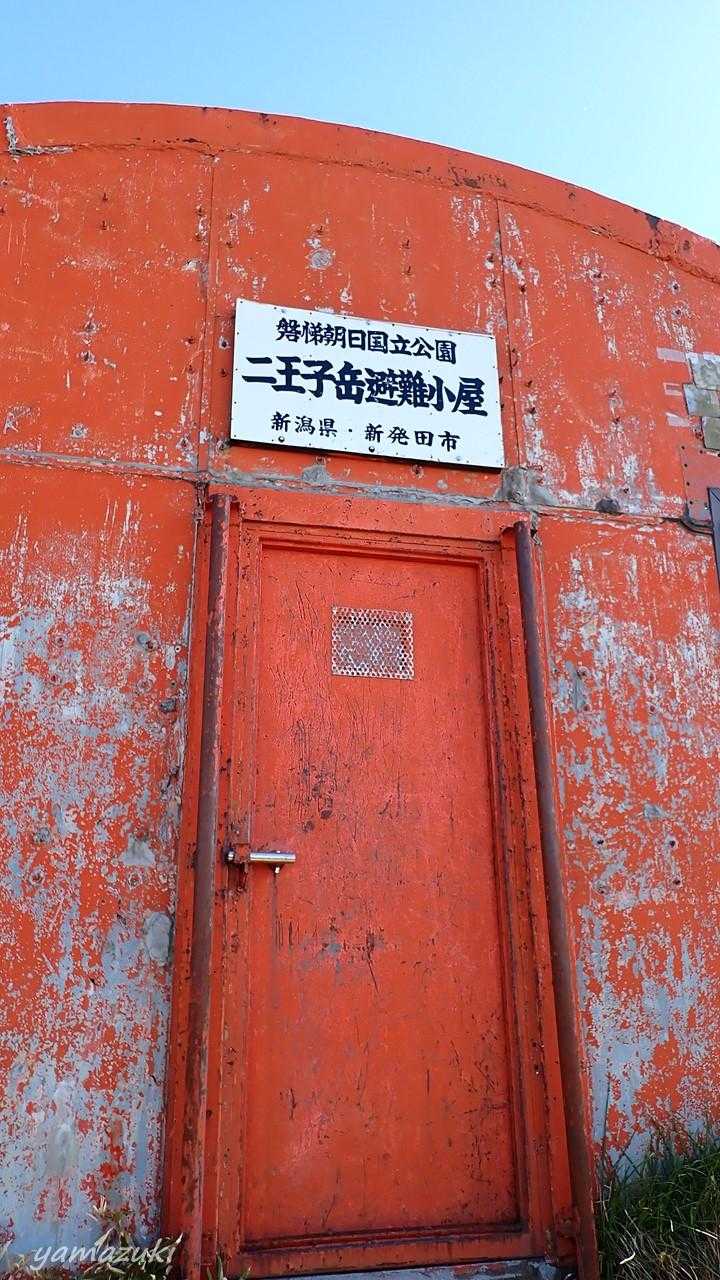 磐悌朝日国立公園
二王子岳避難小屋
新潟県・新発田市
yamazuki